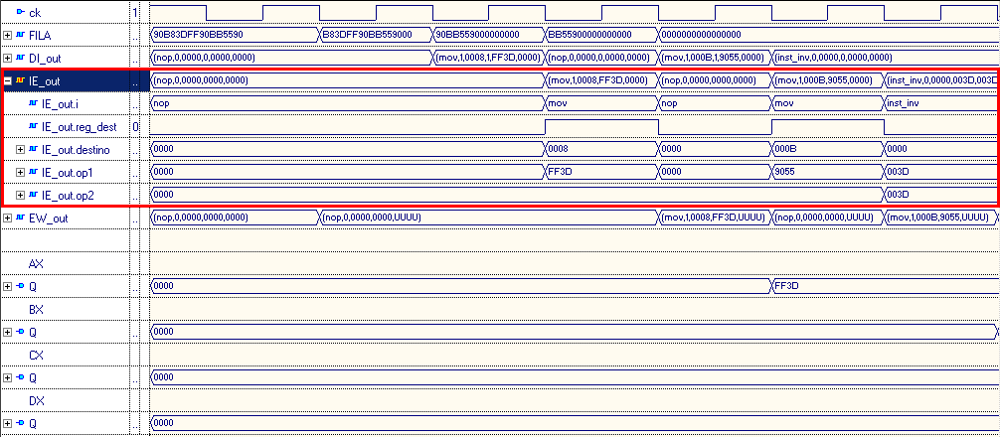 ck 1
FILA .. 90B83DFF90BB5590 B83DFF90BB559000 90BB559000000000 BB55900000000000 0000000000000000
DI_out .. (nop,0,0000,0,0000,0000) (mov,1,0008,1,FF3D,0000) (nop,0,0000,0,0000,0000) (mov,1,000B,1,9055,0000) (inst_inv,0,0000,0,0000,0000)
IE_out .. (nop,0,0000,0000,0000) (mov,1,0008,FF3D,0000) (nop,0,0000,0000,0000) (mov,1,000B,9055,0000) (inst_inv,0,0000,003D,003D
IE_out.i .. nop mov nop mov inst_inv
IE_out.reg_dest 0
IE_out.destino .. 0000 0008 0000 000B 0000
IE_out.op1 .. 0000 FF3D 0000 9055 003D
IE_out.op2 .. 0000 003D
EW_out .. (nop,0,0000,0000,0000) (nop,0,0000,0000,UUUU) (mov,1,0008,FF3D,UUUU) (nop,0,0000,0000,UUUU) (mov,1,000B,9055,UUUU)
AX
Q .. 0000 FF3D
BX
Q .. 0000
CX
Q .. 0000
DX
Q .. 0000